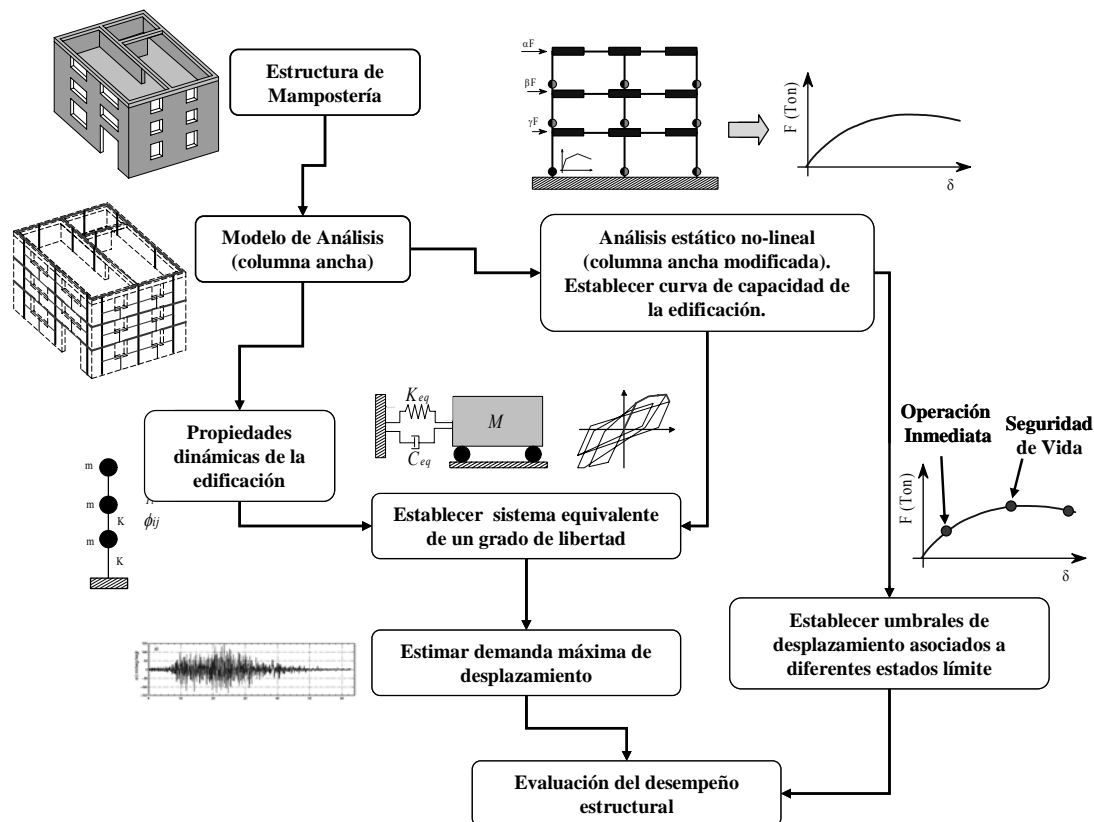 Estructura de
Mampostería
αF
βF
γF
F (Ton)
δ
Modelo de Análisis
(columna ancha)
Análisis estático no-lineal
(columna ancha modificada).
Establecer curva de capacidad de
la edificación.
Propiedades
dinámicas de la
edificación
K eq
M
C eq
Operación
Inmediata
Seguridad
de Vida
F (Ton)
δ
m
m
K
m
K
ϕij
Establecer sistema equivalente
de un grado de libertad
Estimar demanda máxima de
desplazamiento
Establecer umbrales de
desplazamiento asociados a
diferentes estados límite
Evaluación del desempeño
estructural